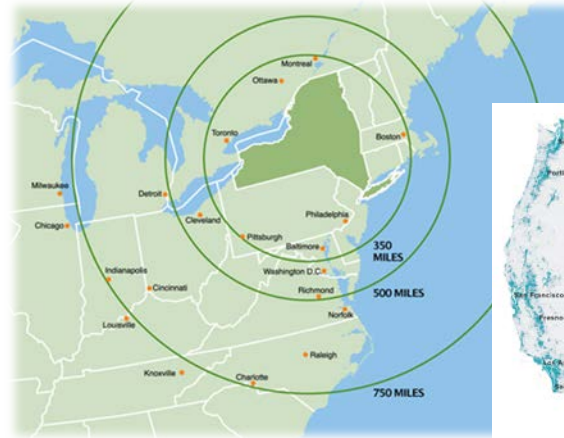 Montreal
Ottawa
Toronto
Boston
Milwaukee
Detroit
Chicago
Cleveland
Philadelphia
Pittsburgh
Baltimore
350
MILES
Washington D.C.
Indianapolis
Cincinnati
Richmond
500 MILES
Norfolk
Louisville
Raleigh
Knoxville
Charlotte
750 MILES
San Francisco
Fresno